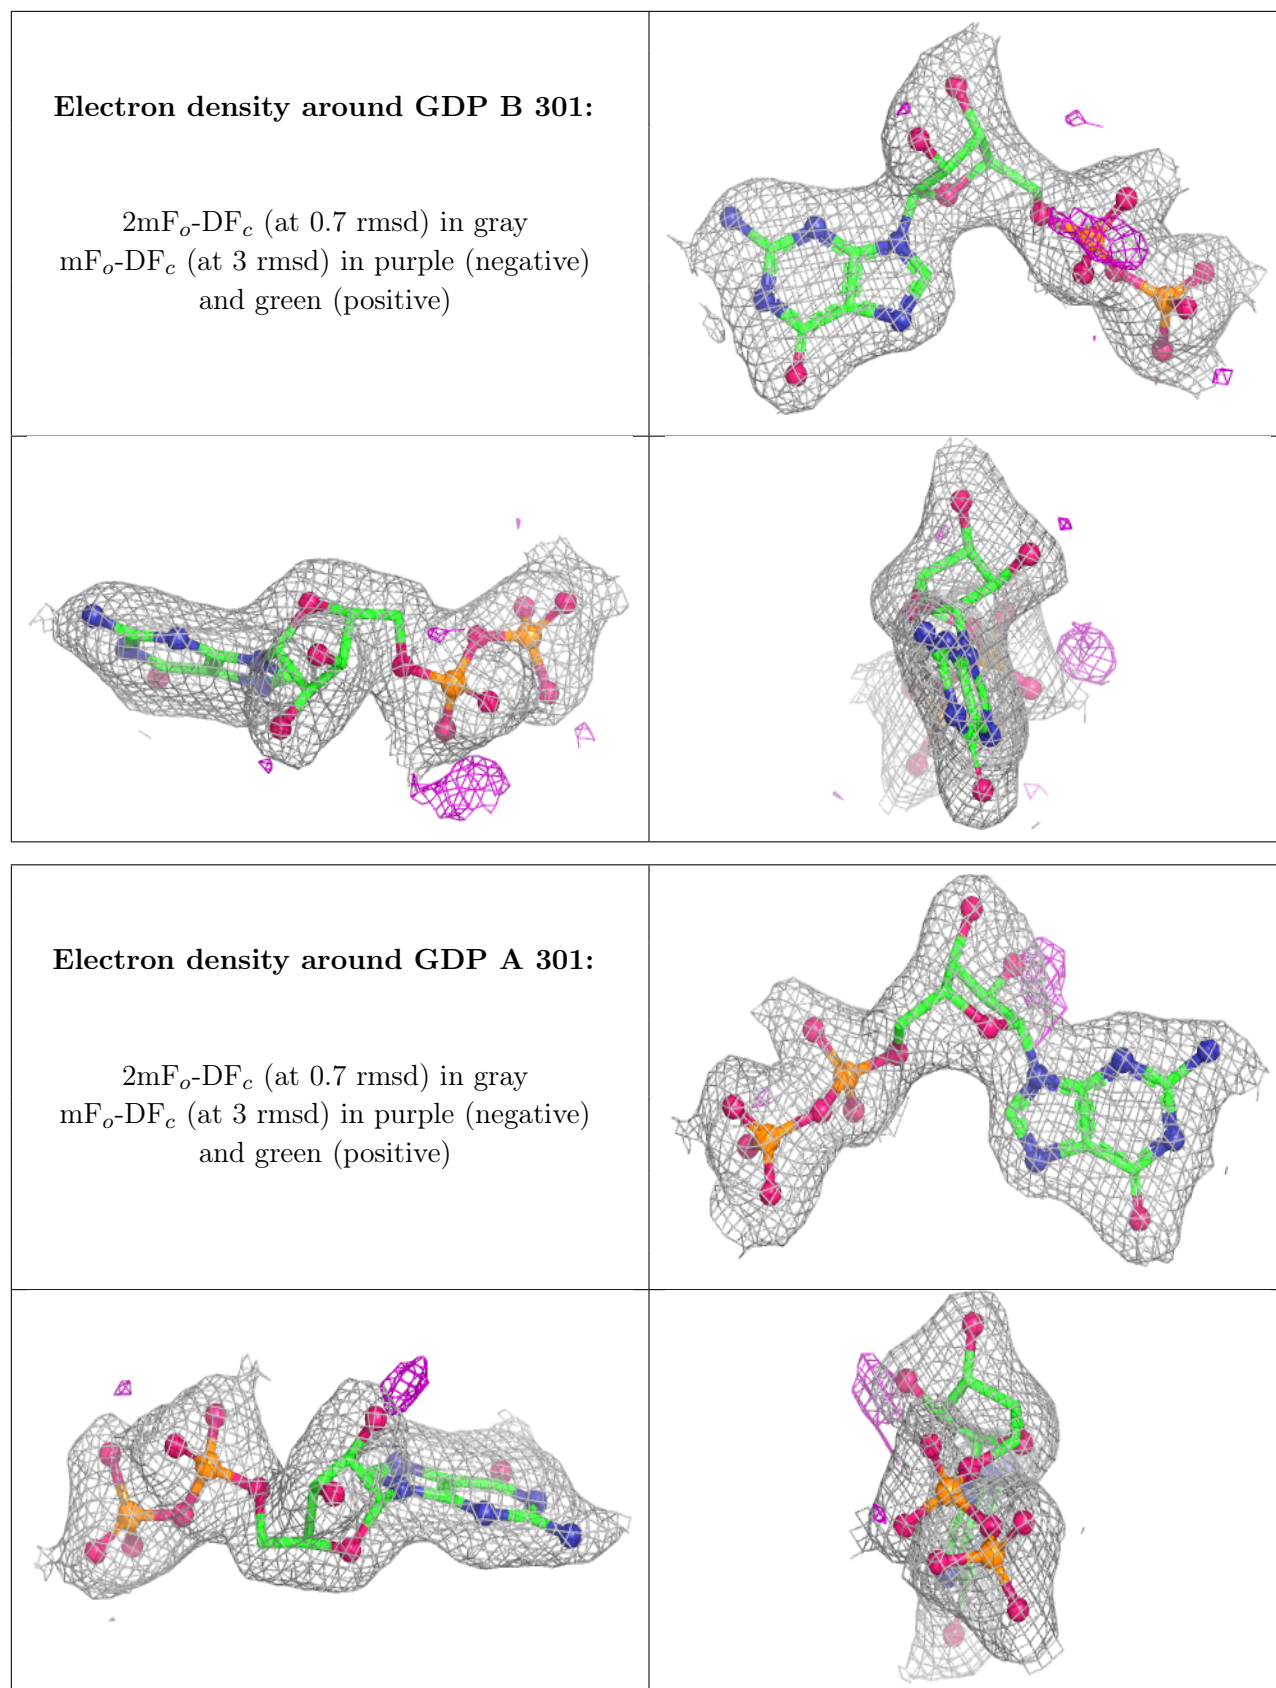 Electron density around GDP B 301:
2mFo-DFc (at 0.7 rmsd) in gray
mFo-DFc (at 3 rmsd) in purple (negative)
and green (positive)
Electron density around GDP A 301:
2mFo-DFc (at 0.7 rmsd) in gray
mFo-DFc (at 3 rmsd) in purple (negative)
and green (positive)